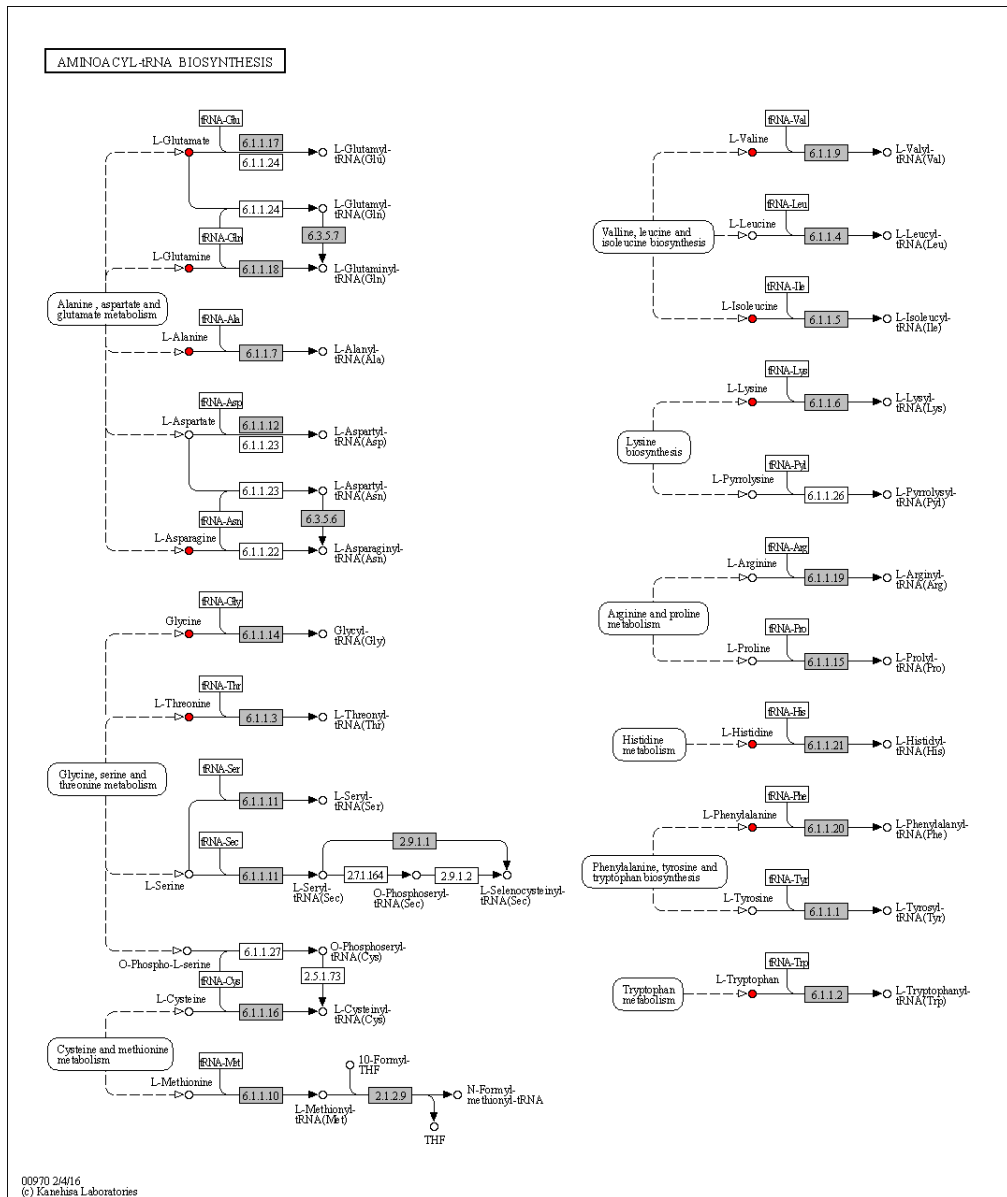 AMINOACYL-tRNA BIOSYNTHESIS
tRNA-Glu
L-Glutamate
6.1.1.17
6.1.1.24
L-Glutamyl-
tRNA(Glu)
6.1.1.24
L-Glutamyl-
tRNA(Gln)
tRNA-Gln
6.3.5.7
L-Glutamine
6.1.1.18
L-Glutaminyl-
tRNA(Gln)
Alanine , aspartate and
glutamate metabolism
tRNA-Ala
L-Alanine
6.1.1.7
L-Alanyl-
tRNA(Ala)
tRNA-Asp
L-Aspartate
6.1.1.12
6.1.1.23
L-Aspartyl-
tRNA(Asp)
6.1.1.23
L-Aspartyl-
tRNA(Asn)
tRNA-Asn
6.3.5.6
L-Asparagine
6.1.1.22
L-Asparaginyl-
tRNA(Asn)
tRNA-Gly
Glycine
6.1.1.14
Glycyl-
tRNA(Gly)
tRNA-Thr
L-Threonine
6.1.1.3
L-Threonyl-
tRNA(Thr)
Glycine, serine and
threonine metabolism
tRNA-Ser
6.1.1.11
L-Seryl-
tRNA(Ser)
tRNA-Sec
L-Serine
6.1.1.11
L-Seryl-
tRNA(Sec)
2.9.1.1
2.7.1.164
O-Phosphoseryl-
tRNA(Sec)
2.9.1.2
L-Selenocysteinyl-
tRNA(Sec)
O-Phospho-L-serine
6.1.1.27
O-Phosphoseryl-
tRNA(Cys)
tRNA-Cys
2.5.1.73
L-Cysteine
6.1.1.16
L-Cysteinyl-
tRNA(Cys)
Cysteine and methionine
metabolism
tRNA-Met
L-Methionine
6.1.1.10
L-Methionyl-
tRNA(Met)
10-Formyl-
THF
2.1.2.9
THF
N-Formyl-
methionyl-tRNA
tRNA-Val
L-Valine
6.1.1.9
L-Valyl-
tRNA(Val)
Valline, leucine and
isoleucine biosynthesis
tRNA-Leu
L-Leucine
6.1.1.4
L-Leucyl-
tRNA(Leu)
tRNA-Ile
L-Isoleucine
6.1.1.5
L-Isoleucyl-
tRNA(Ile)
tRNA-Lys
L-Lysine
6.1.1.6
L-Lysyl-
tRNA(Lys)
Lysine
biosynthesis
tRNA-Pyl
L-Pyrrolysine
6.1.1.26
L-Pyrrolysyl-
tRNA(Pyl)
tRNA-Arg
L-Arginine
6.1.1.19
L-Arginyl-
tRNA(Arg)
Arginine and proline
metabolism
tRNA-Pro
L-Proline
6.1.1.15
L-Prolyl-
tRNA(Pro)
tRNA-His
Histidine
metabolism
L-Histidine
6.1.1.21
L-Histidyl-
tRNA(His)
tRNA-Phe
L-Phenylalanine
6.1.1.20
L-Phenylalanyl-
tRNA(Phe)
Phenylalanine, tyrosine and
tryptophan biosynthesis
tRNA-Tyr
L-Tyrosine
6.1.1.1
L-Tyrosyl-
tRNA(Tyr)
tRNA-Trp
Tryptophan
metabolism
L-Tryptophan
6.1.1.2
L-Tryptophanyl-
tRNA(Trp)
00970 2/4/16
(c) Kanehisa Laboratories